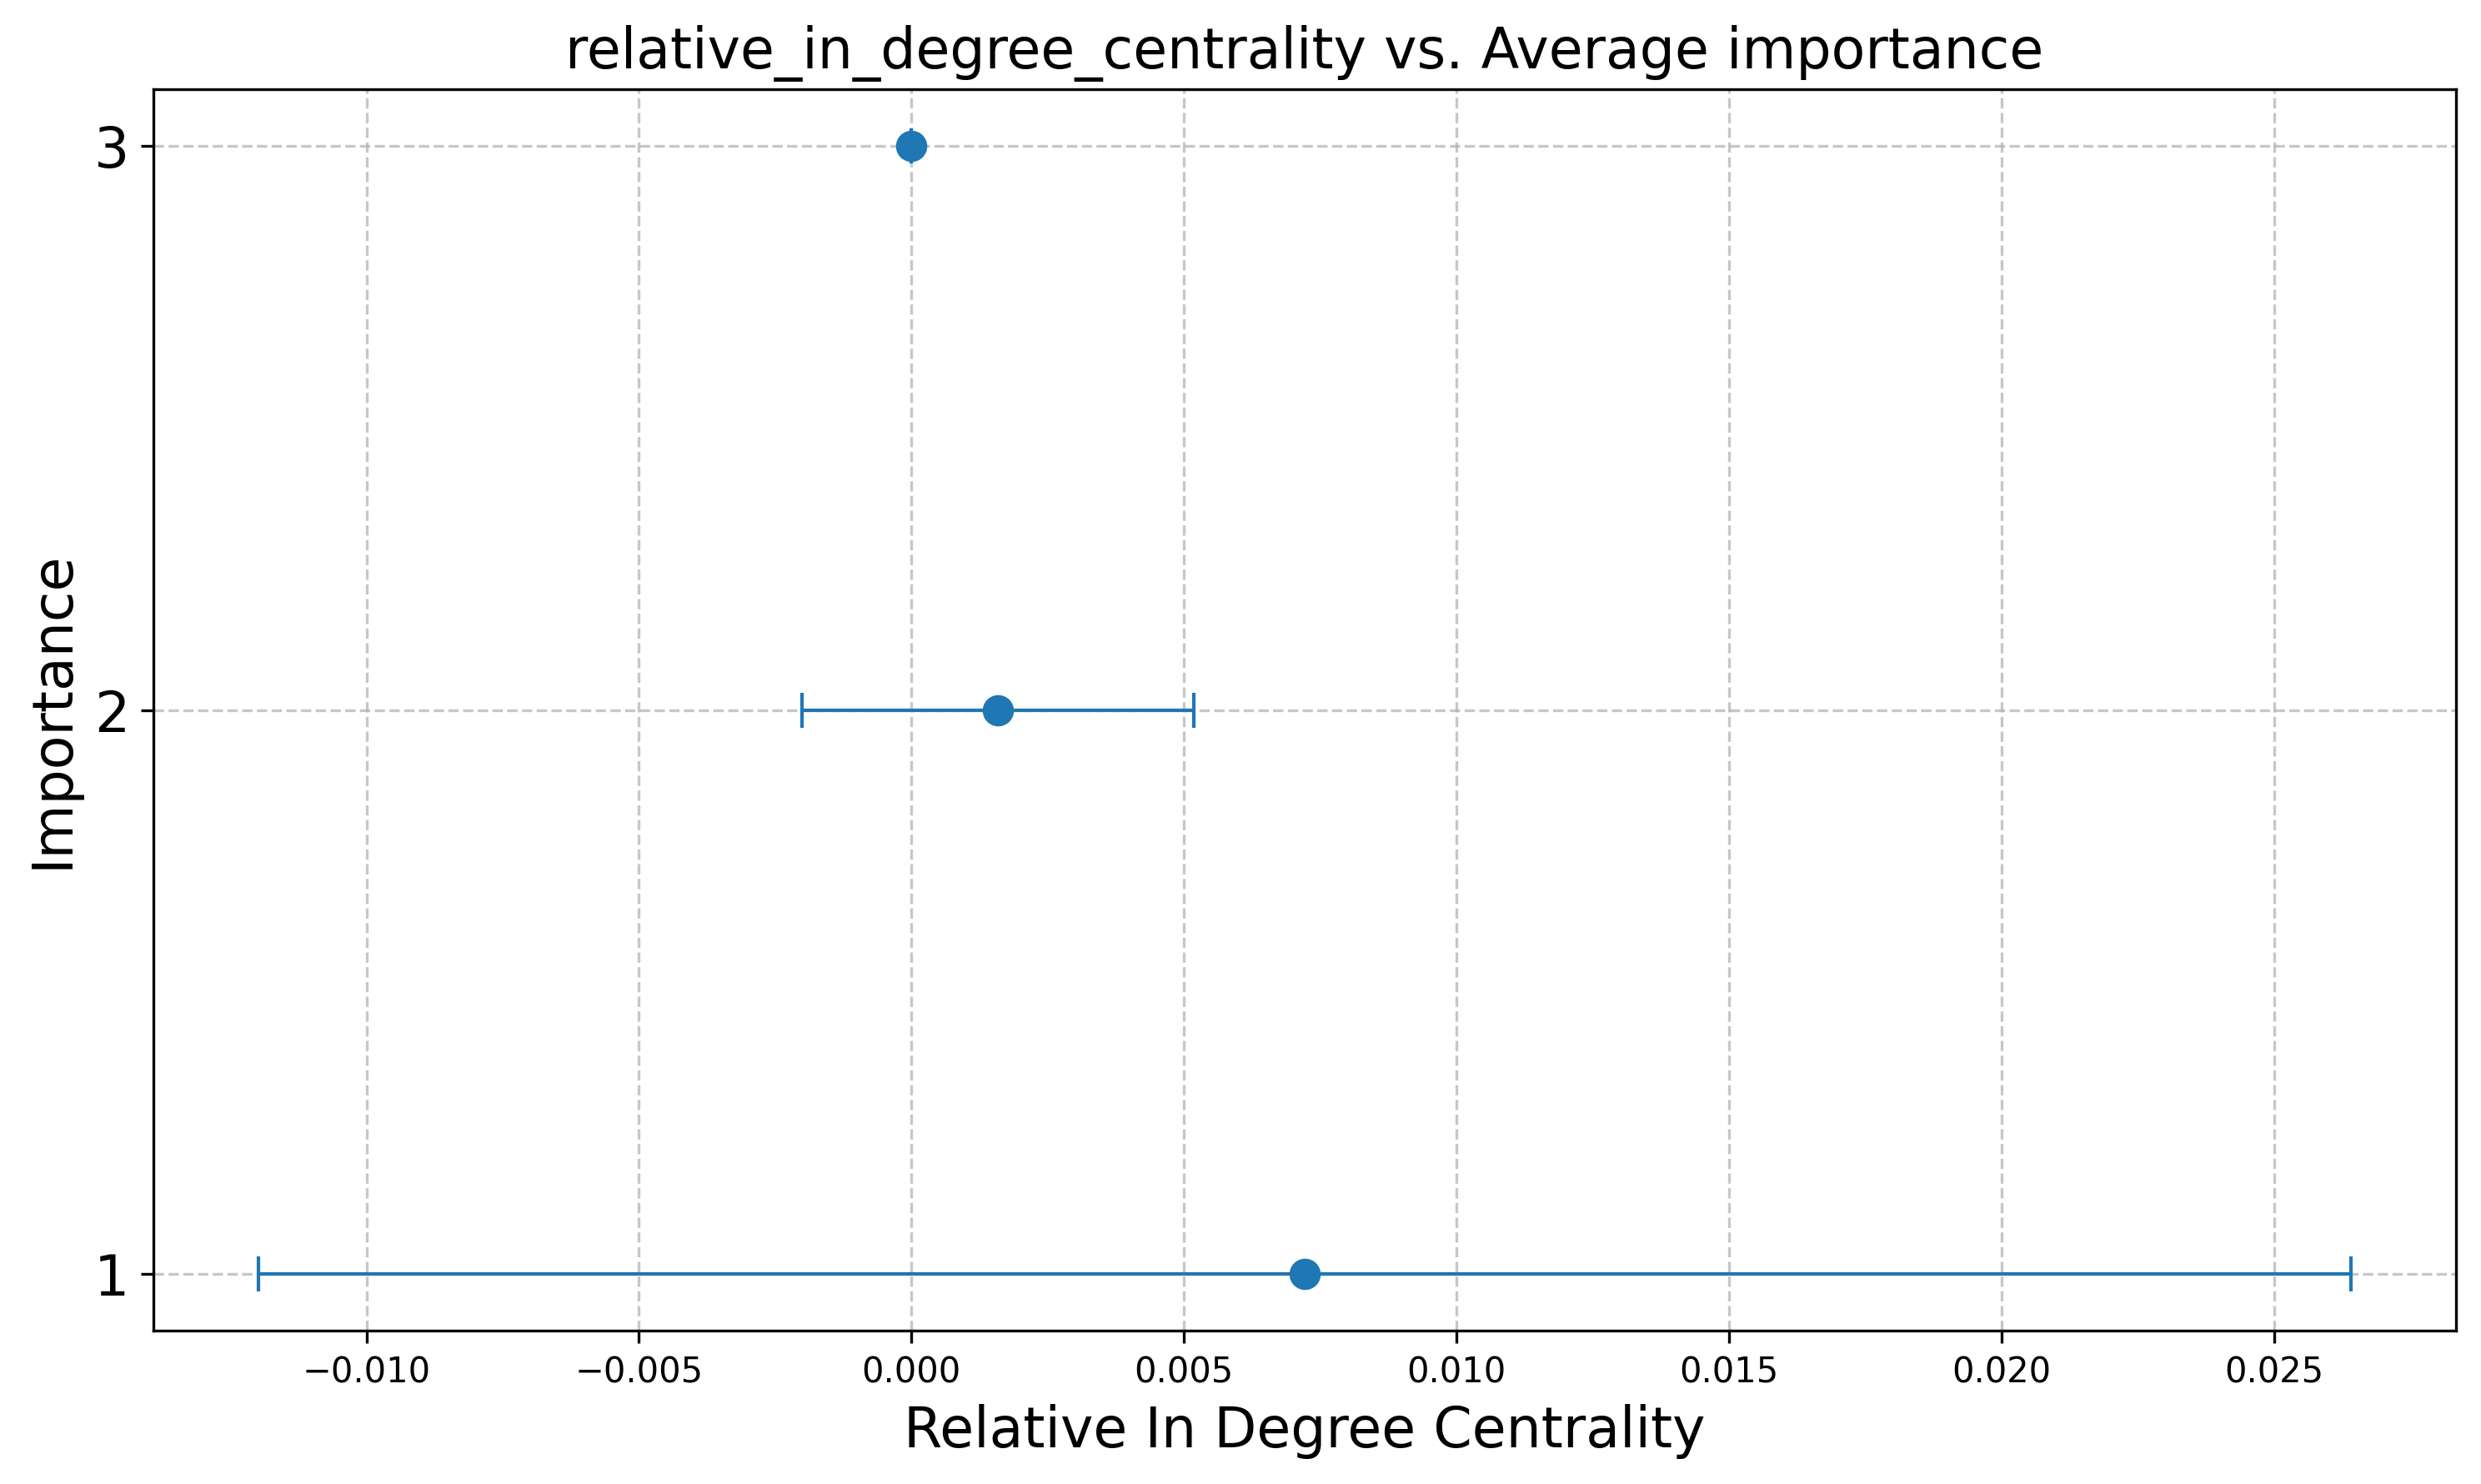 relative_in_degree_centrality vs. Average importance
3
2
1
Importance
−0.010 −0.005 0.000 0.005 0.010 0.015 0.020 0.025
Relative In Degree Centrality